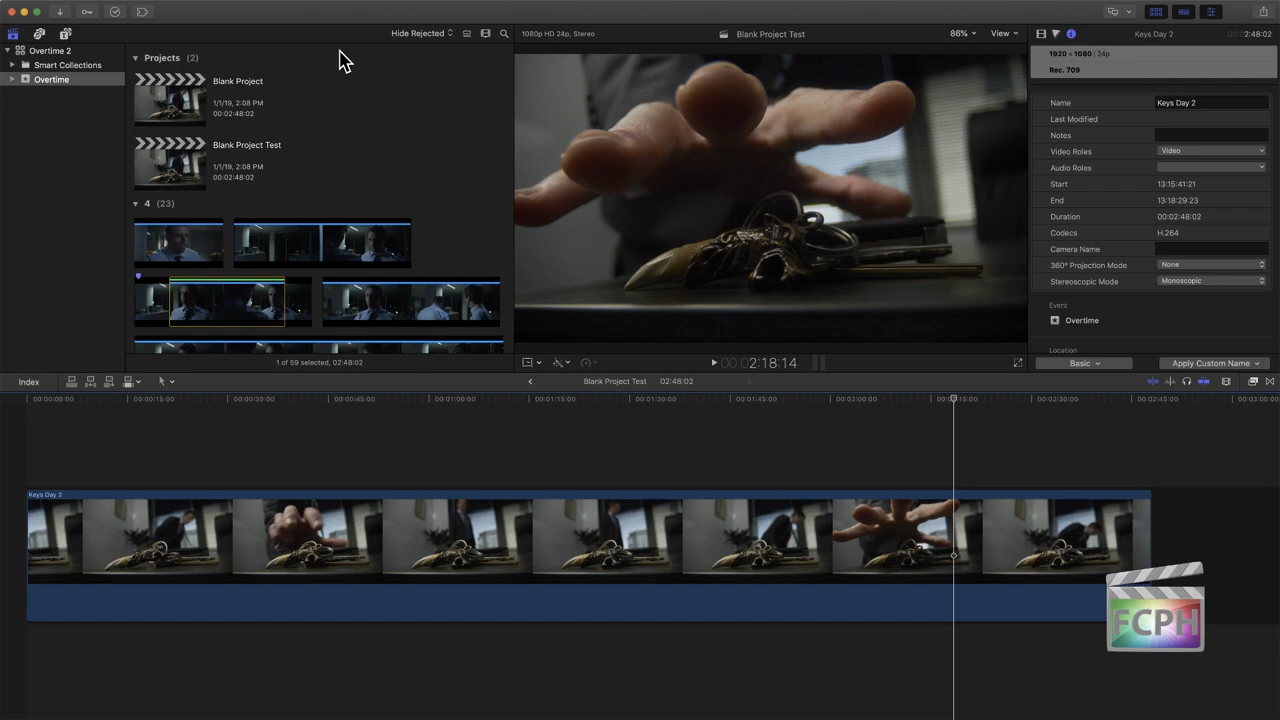 Hide Rejected
1080p HD 24p, Stereo
Blank Project Test
86%
View
Keys Day 2
2:48:02
Overtime 2
Smart Collections
Overtime
Projects (2)
Blank Project
1/1/19, 2:08 PM
00:02:48:02
Blank Project Test
1/1/19, 2:08 PM
00:02:48:02
4 (23)
1 of 59 selected, 02:48:02
2:18:14
1920 × 1080 | 24p
Rec. 709
Name Keys Day 2
Last Modified
Notes
Video Roles Video
Audio Roles
Start 13:15:41:21
End 13:18:29:23
Duration 00:02:48:02
Codecs H.264
Camera Name
360° Projection Mode None
Stereoscopic Mode Monoscopic
Event
Overtime
Location
Basic
Apply Custom Name
Index
Blank Project Test 02:48:02
00:00:00:00 00:00:15:00 00:00:30:00 00:00:45:00 00:01:00:00 00:01:15:00 00:01:30:00 00:01:45:00 00:02:00:00 00:02:15:00 00:02:30:00 00:02:45:00 00:03:00:00
Keys Day 2
FCPH